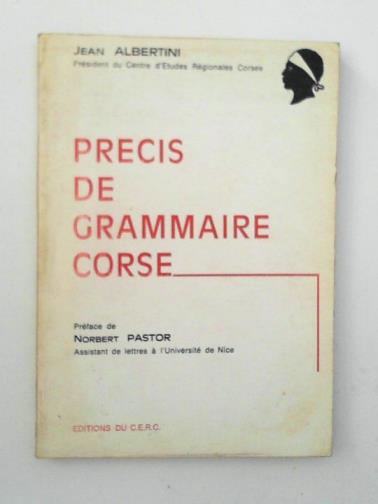 JEAN ALBERTINI
Président du Centre d'Etudes Régionales Corses
PRECIS
DE
GRAMMAIRE
CORSE
Préface de
NORBERT PASTOR
Assistant de lettres à l'Université de Nice
EDITIONS DU C.E.R.C.